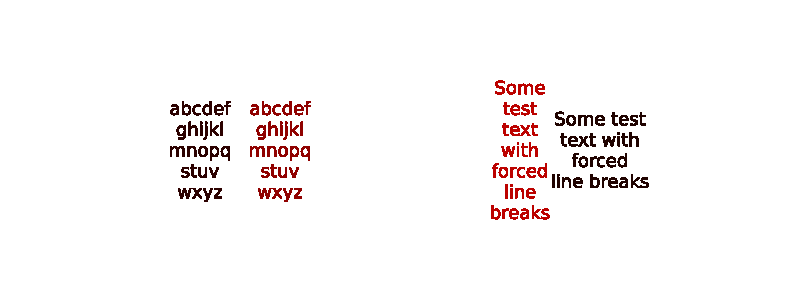 abcdef
ghijkl
mnopq
stuv
wxyz
abcdef
ghijkl
mnopq
stuv
wxyz
Some
test
text
with
forced
line
breaks
Some test
text with
forced
line breaks